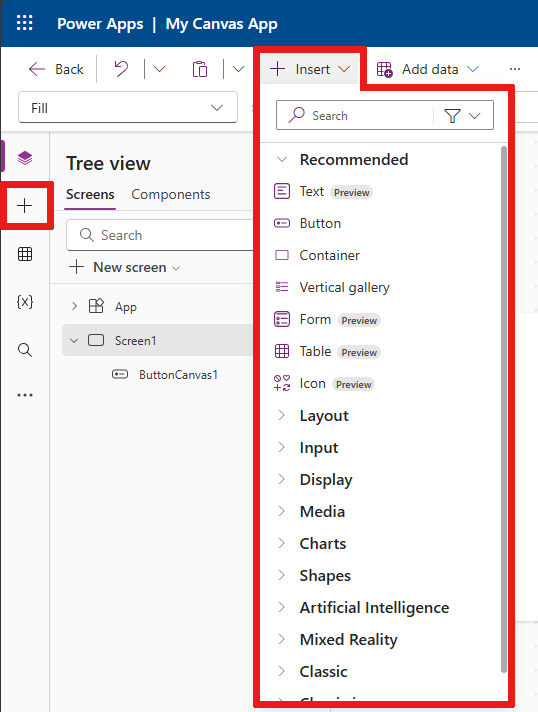 Power Apps | My Canvas App
Back
Insert
Add data
Fill
Search
Tree view
Screens
Components
Search
New screen
App
Screen1
ButtonCanvas1
Recommended
Text Preview
Button
Container
Vertical gallery
Form Preview
Table Preview
Icon Preview
Layout
Input
Display
Media
Charts
Shapes
Artificial Intelligence
Mixed Reality
Classic